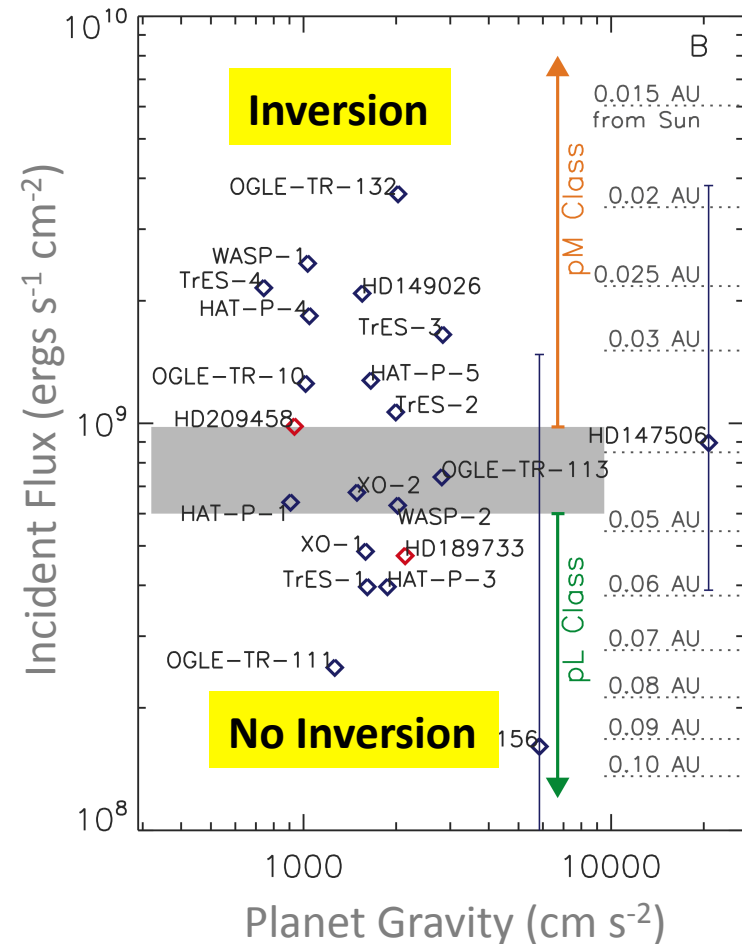 10^10
B
Inversion
0.015 AU
from Sun
OGLE-TR-132
0.02 AU
pM Class
WASP-1
TrES-4
HD149026
0.025 AU
HAT-P-4
TrES-3
0.03 AU
OGLE-TR-10
HAT-P-5
TrES-2
10^9
HD209458
HD147506
OGLE-TR-113
XO-2
HAT-P-1
WASP-2
0.05 AU
XO-1
HD189733
TrES-1
HAT-P-3
0.06 AU
pL Class
OGLE-TR-111
0.07 AU
0.08 AU
No Inversion
156
0.09 AU
0.10 AU
10^8
1000
10000
Incident Flux (ergs s^-1 cm^-2)
Planet Gravity (cm s^-2)